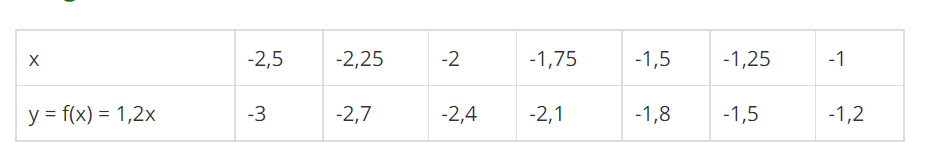 x -2,5 -2,25 -2 -1,75 -1,5 -1,25 -1
y = f(x) = 1,2x -3 -2,7 -2,4 -2,1 -1,8 -1,5 -1,2